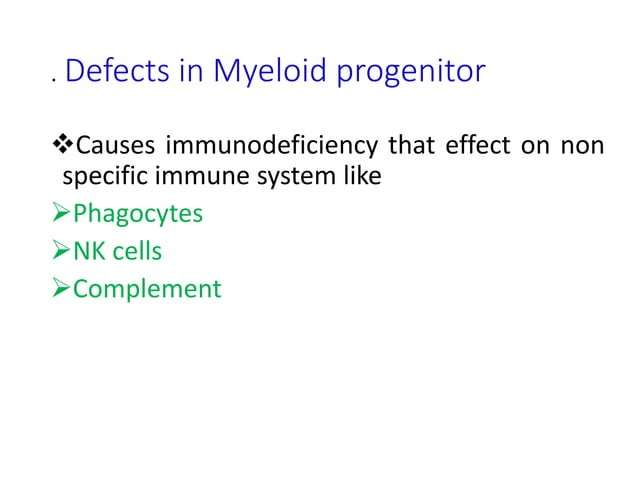 . Defects in Myeloid progenitor
❖Causes immunodeficiency that effect on non
specific immune system like
➢Phagocytes
➢NK cells
➢Complement